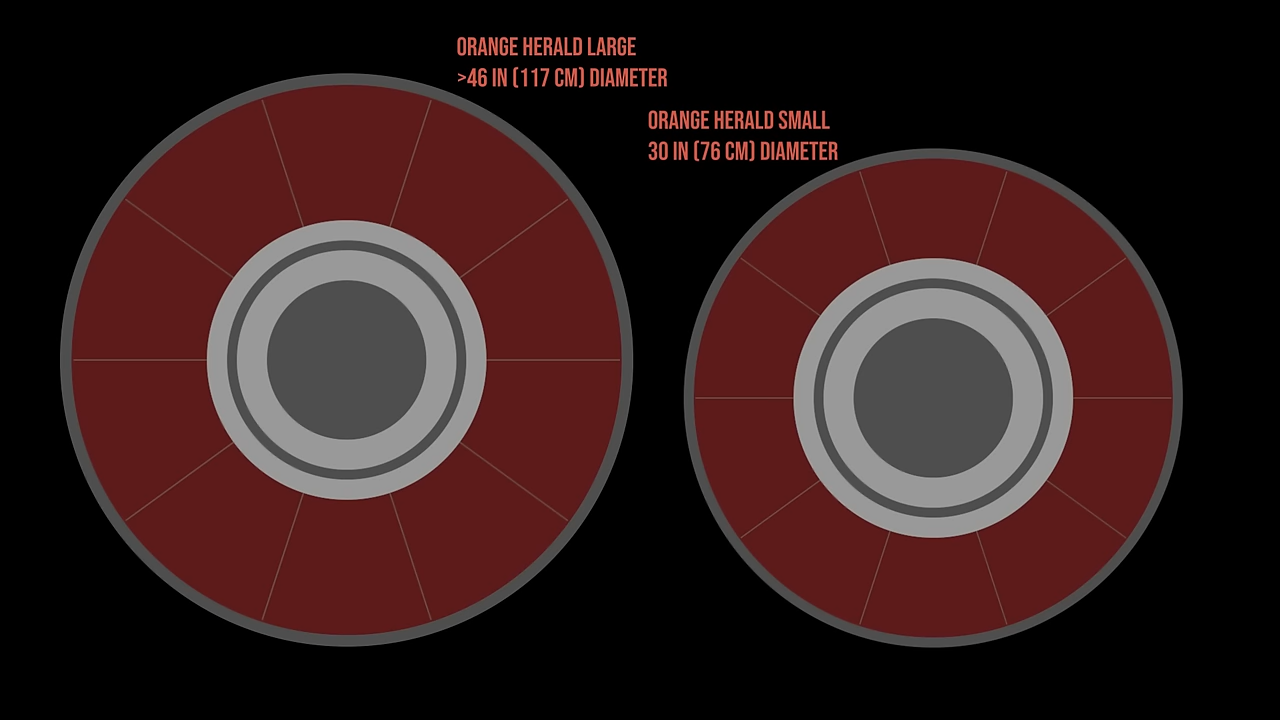 ORANGE HERALD LARGE
>46 IN (117 CM) DIAMETER
ORANGE HERALD SMALL
30 IN (76 CM) DIAMETER